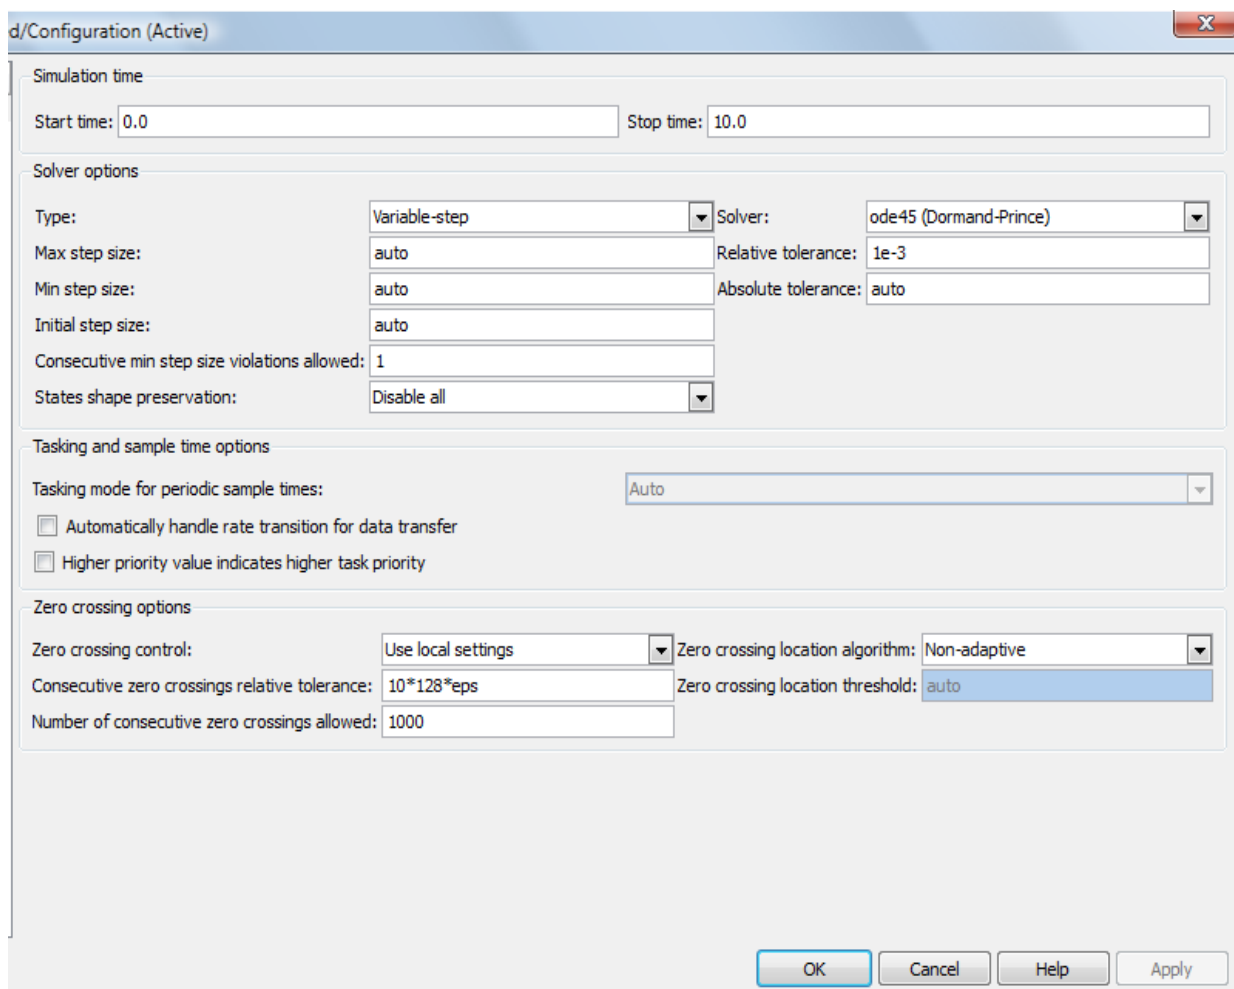 d/Configuration (Active)
Simulation time
Start time: 0.0 Stop time: 10.0
Solver options
Type: Variable-step Solver: ode45 (Dormand-Prince)
Max step size: auto Relative tolerance: 1e-3
Min step size: auto Absolute tolerance: auto
Initial step size: auto
Consecutive min step size violations allowed: 1
States shape preservation: Disable all
Tasking and sample time options
Tasking mode for periodic sample times: Auto
Automatically handle rate transition for data transfer
Higher priority value indicates higher task priority
Zero crossing options
Zero crossing control: Use local settings Zero crossing location algorithm: Non-adaptive
Consecutive zero crossings relative tolerance: 10*128*eps Zero crossing location threshold: auto
Number of consecutive zero crossings allowed: 1000
OK Cancel Help Apply